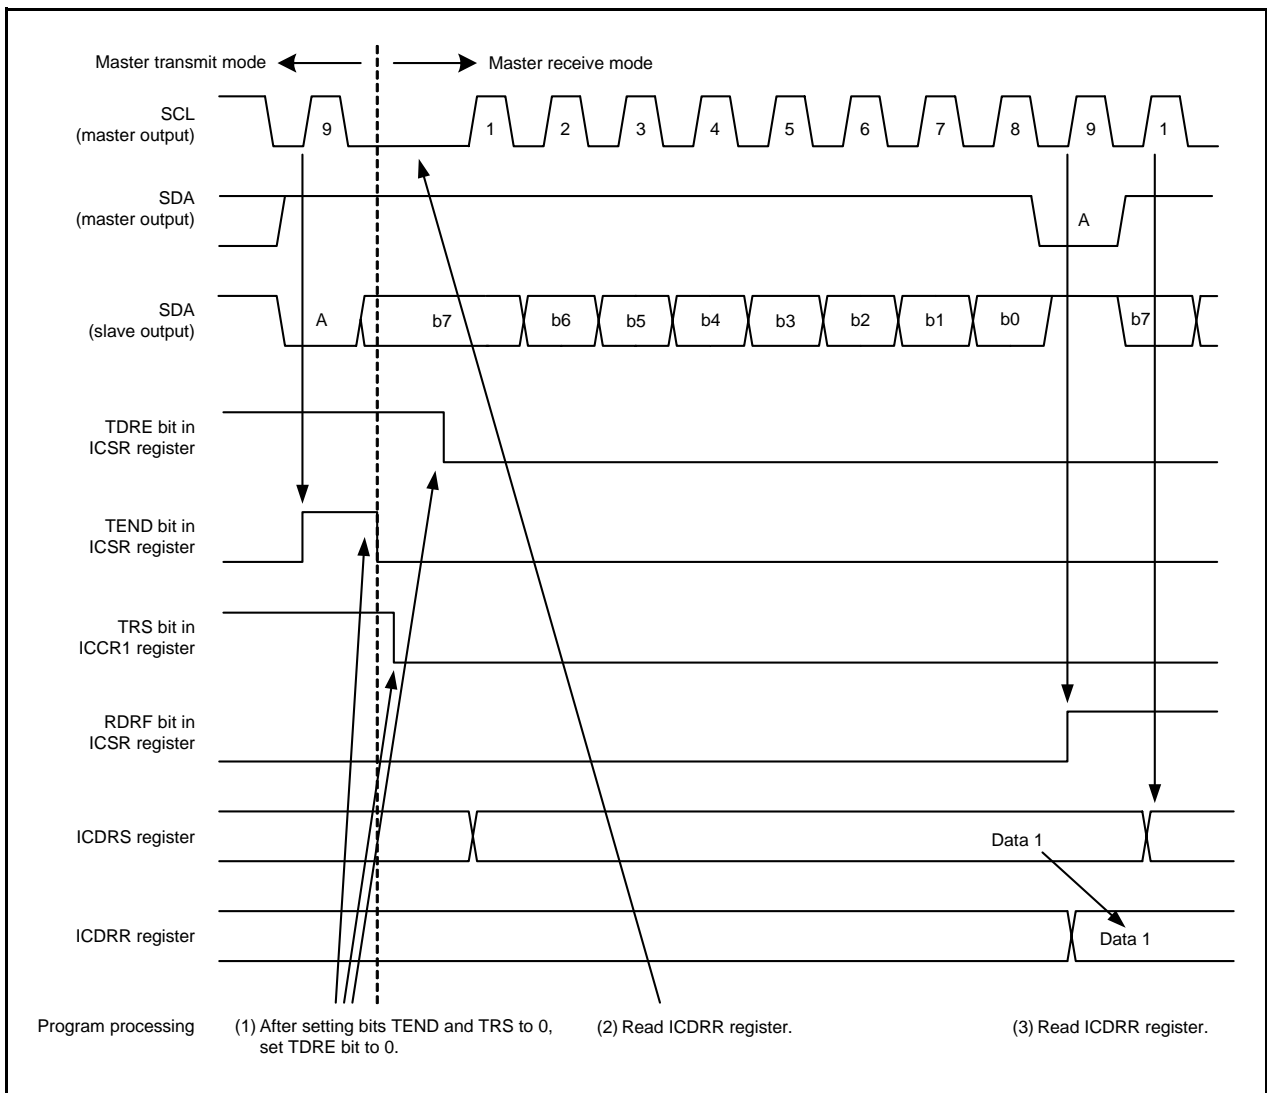 Master transmit mode
Master receive mode
SCL
(master output)
9 1 2 3 4 5 6 7 8 9 1
SDA
(master output)
A
SDA
(slave output)
A b7 b6 b5 b4 b3 b2 b1 b0 b7
TDRE bit in
ICSR register
TEND bit in
ICSR register
TRS bit in
ICCR1 register
RDRF bit in
ICSR register
ICDRS register
Data 1
ICDRR register
Data 1
Program processing
(1) After setting bits TEND and TRS to 0,
set TDRE bit to 0.
(2) Read ICDRR register.
(3) Read ICDRR register.